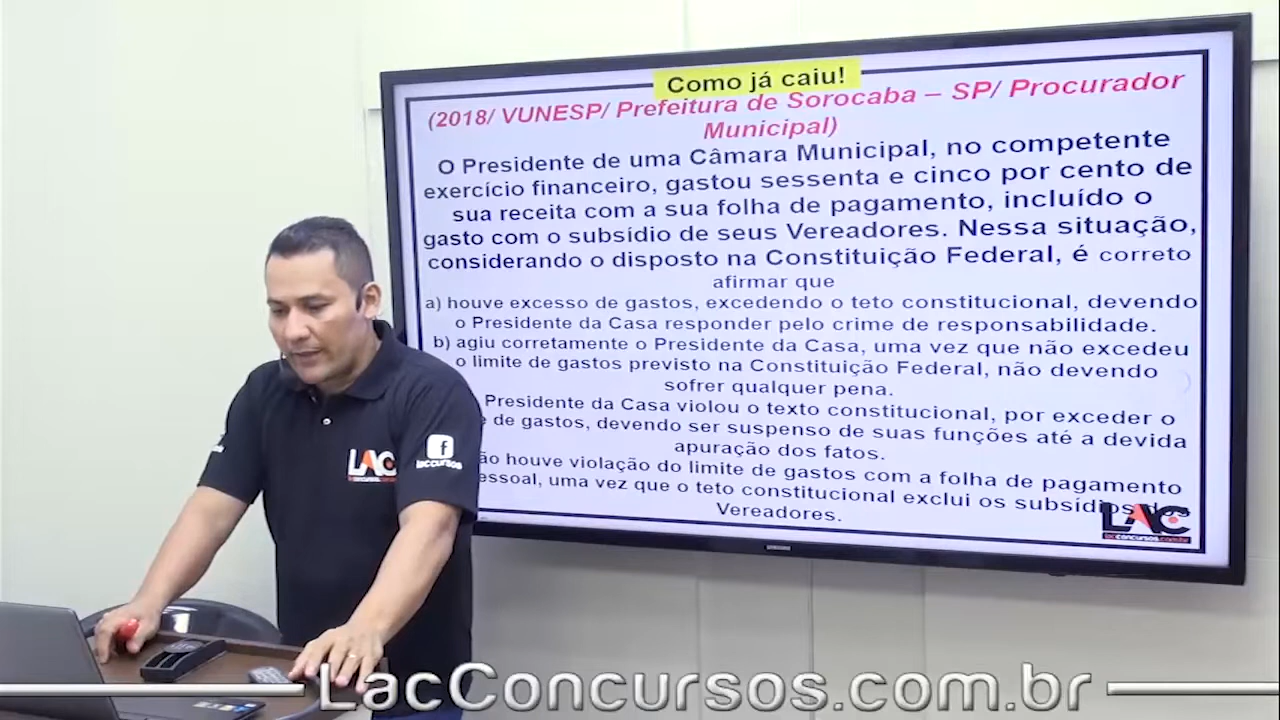 Como já caiu!
(2018/ VUNESP/ Prefeitura de Sorocaba – SP/ Procurador
Municipal)
O Presidente de uma Câmara Municipal, no competente
exercício financeiro, gastou sessenta e cinco por cento de
sua receita com a sua folha de pagamento, incluído o
gasto com o subsídio de seus Vereadores. Nessa situação,
considerando o disposto na Constituição Federal, é correto
afirmar que
a) houve excesso de gastos, excedendo o teto constitucional, devendo
o Presidente da Casa responder pelo crime de responsabilidade.
b) agiu corretamente o Presidente da Casa, uma vez que não excedeu
o limite de gastos previsto na Constituição Federal, não devendo
sofrer qualquer pena.
Presidente da Casa violou o texto constitucional, por exceder o
de gastos, devendo ser suspenso de suas funções até a devida
apuração dos fatos.
houve violação do limite de gastos com a folha de pagamento
uma vez que o teto constitucional exclui os subsídios dos
Vereadores.
LAC
lacconcursos.com.br
LAC
f
lacconcursos
LacConcursos.com.br